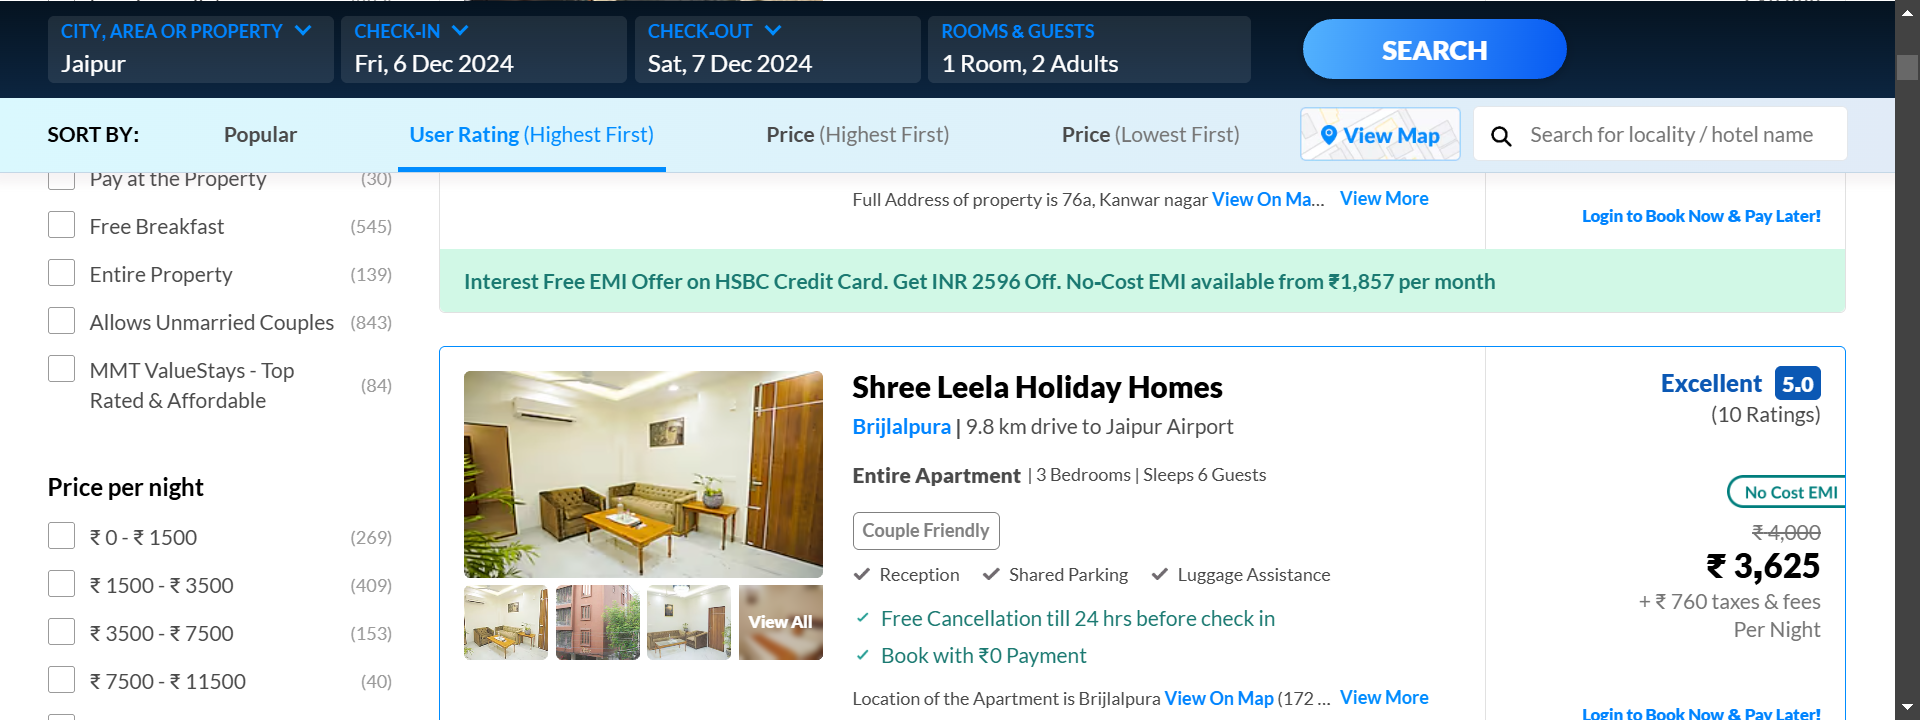 CITY, AREA OR PROPERTY
Jaipur
CHECK-IN
Fri, 6 Dec 2024
CHECK-OUT
Sat, 7 Dec 2024
ROOMS & GUESTS
1 Room, 2 Adults
SEARCH
SORT BY:
Popular
User Rating (Highest First)
Price (Highest First)
Price (Lowest First)
View Map
Search for locality / hotel name
Pay at the Property (30)
Free Breakfast (545)
Entire Property (139)
Allows Unmarried Couples (843)
MMT ValueStays - Top
Rated & Affordable (84)
Price per night
₹ 0 - ₹ 1500 (269)
₹ 1500 - ₹ 3500 (409)
₹ 3500 - ₹ 7500 (153)
₹ 7500 - ₹ 11500 (40)
Full Address of property is 76a, Kanwar nagar View On Ma... View More
Login to Book Now & Pay Later!
Interest Free EMI Offer on HSBC Credit Card. Get INR 2596 Off. No-Cost EMI available from ₹1,857 per month
View All
Shree Leela Holiday Homes
Brijlalpura | 9.8 km drive to Jaipur Airport
Entire Apartment | 3 Bedrooms | Sleeps 6 Guests
Couple Friendly
Reception Shared Parking Luggage Assistance
Free Cancellation till 24 hrs before check in
Book with ₹0 Payment
Location of the Apartment is Brijlalpura View On Map (172 ... View More
Excellent 5.0
(10 Ratings)
No Cost EMI
₹ 4,000
₹ 3,625
+ ₹ 760 taxes & fees
Per Night
Login to Book Now & Pay Later!